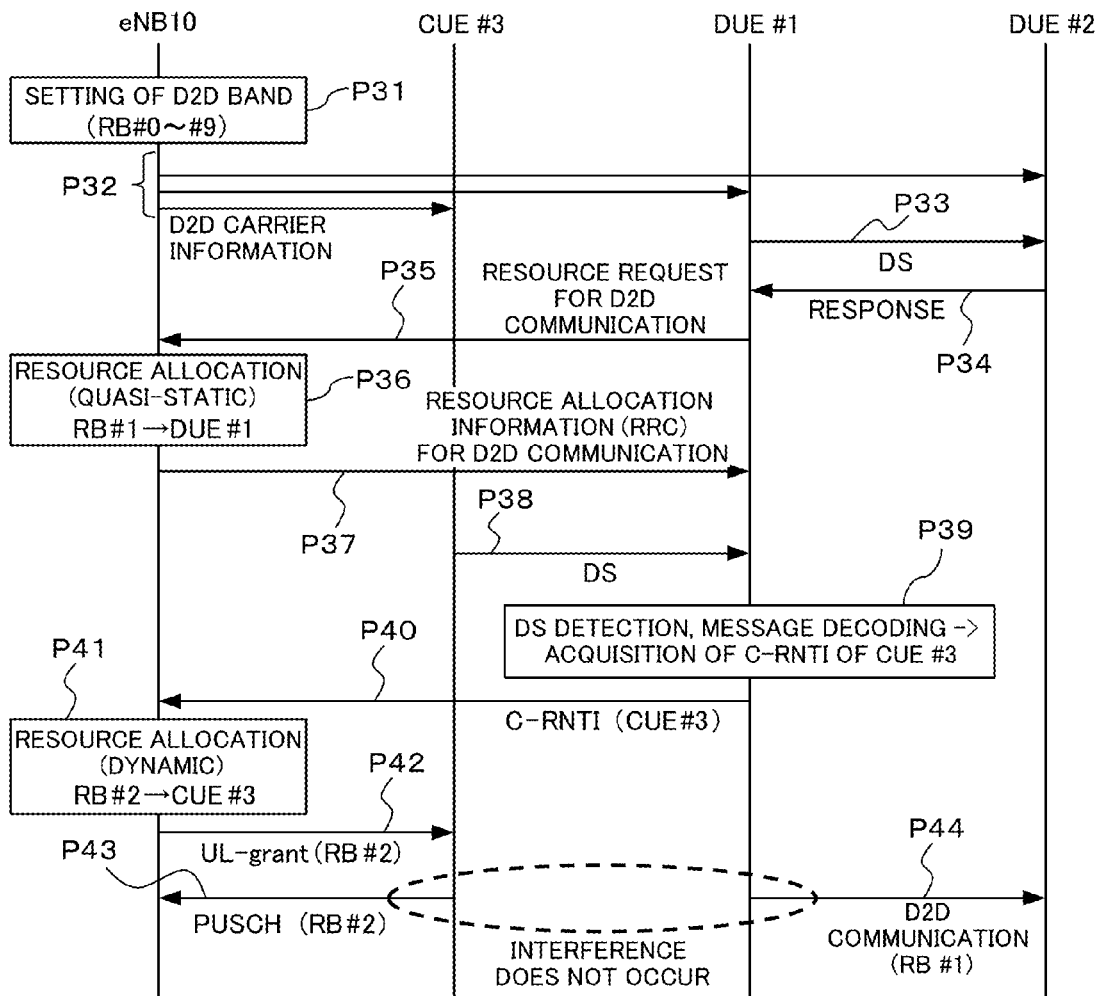 eNB10
CUE #3
DUE #1
DUE #2
SETTING OF D2D BAND
(RB#0～#9)
P31
P32
D2D CARRIER
INFORMATION
P33
DS
P35
RESOURCE REQUEST
FOR D2D
COMMUNICATION
RESPONSE
P34
RESOURCE ALLOCATION
(QUASI-STATIC)
RB#1→DUE#1
P36
RESOURCE ALLOCATION
INFORMATION (RRC)
FOR D2D COMMUNICATION
P37
P38
DS
P39
DS DETECTION, MESSAGE DECODING ->
ACQUISITION OF C-RNTI OF CUE #3
P40
C-RNTI (CUE#3)
P41
RESOURCE ALLOCATION
(DYNAMIC)
RB#2→CUE#3
P42
UL-grant(RB#2)
P43
PUSCH (RB#2)
INTERFERENCE
DOES NOT OCCUR
P44
D2D
COMMUNICATION
(RB #1)